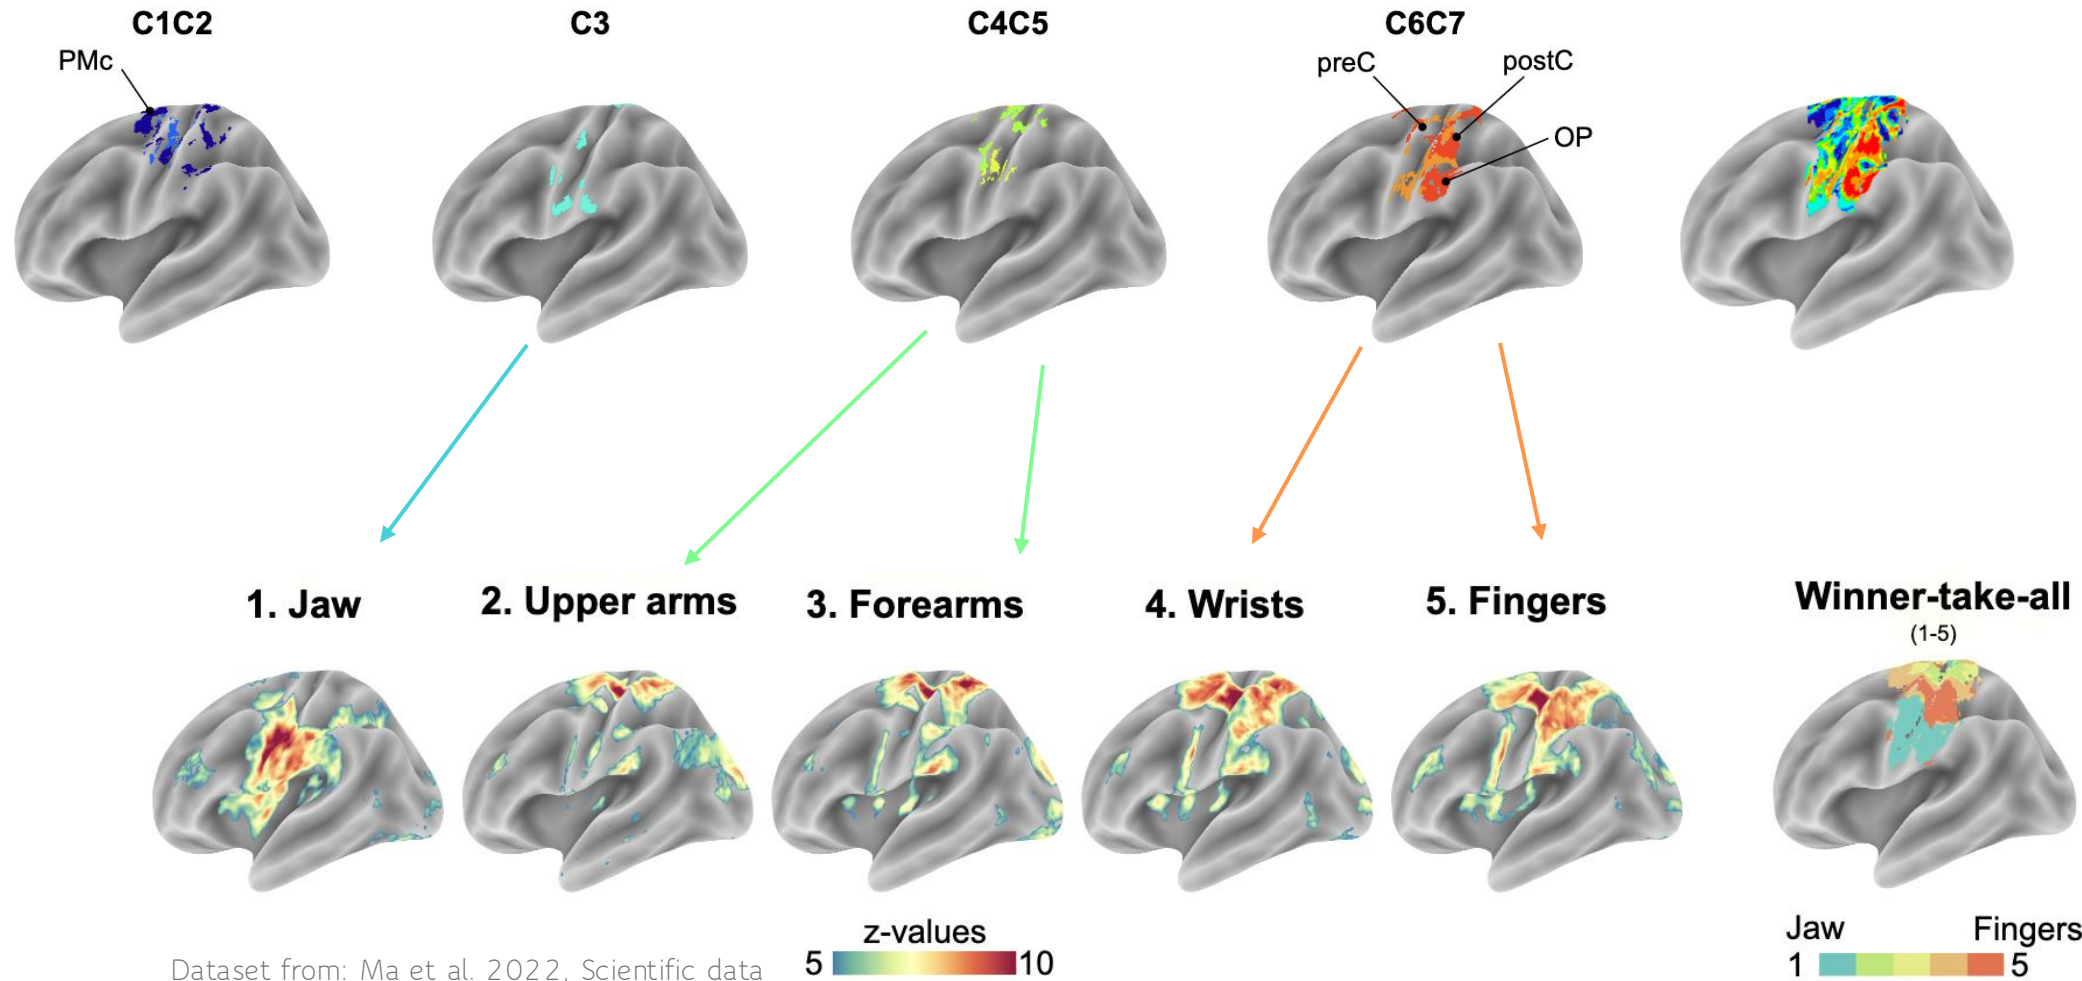 C1C2
C3
C4C5
C6C7
PMc
preC
postC
OP
1. Jaw
2. Upper arms
3. Forearms
4. Wrists
5. Fingers
Winner-take-all
(1-5)
z-values
5
10
Jaw
Fingers
1
5
Dataset from: Ma et al. 2022, Scientific data